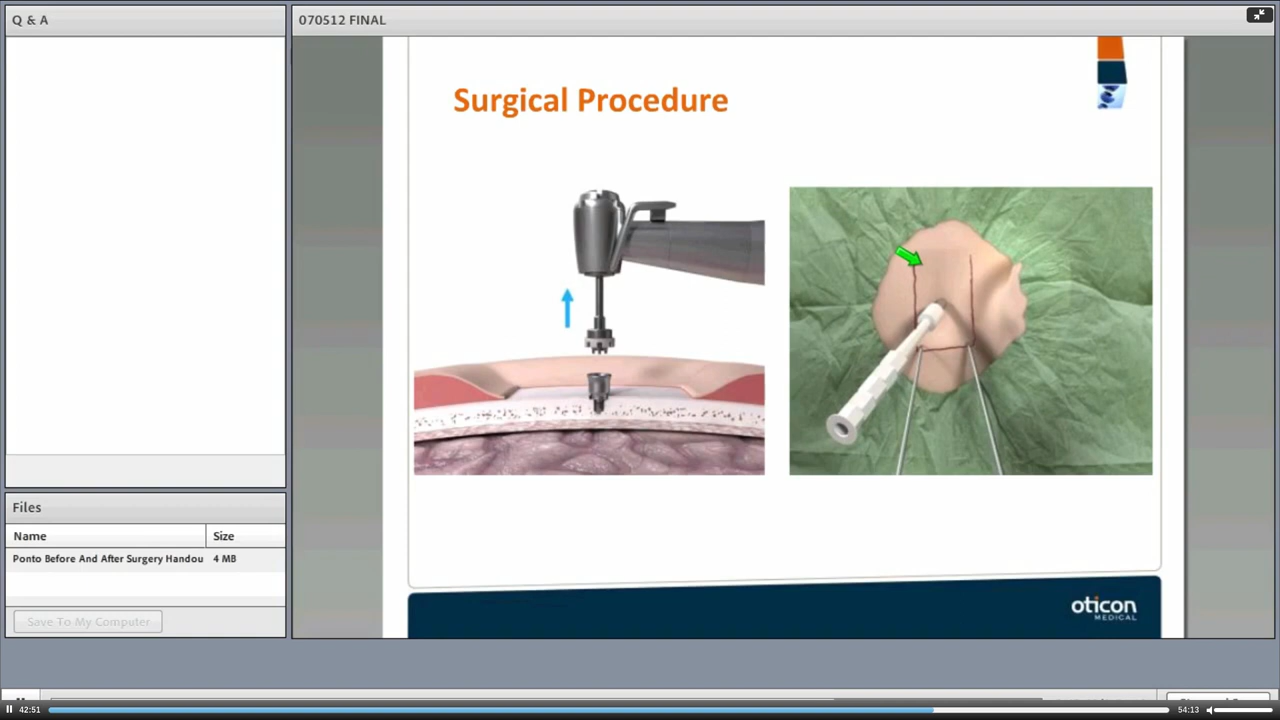 Q & A
070512 FINAL
Surgical Procedure
Files
Name Size
Ponto Before And After Surgery Handou 4 MB
Save To My Computer
oticon
MEDICAL
42:51
54:13